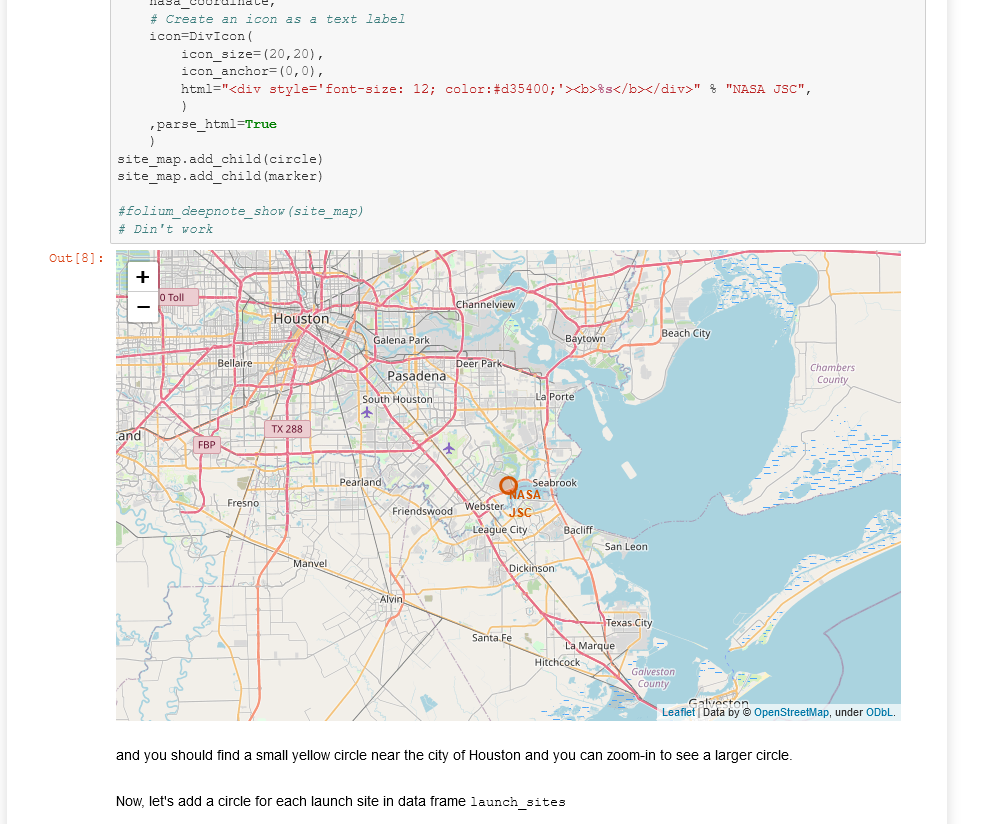 nasa_coordinate,
# Create an icon as a text label
icon=DivIcon(
icon_size=(20,20),
icon_anchor=(0,0),
html="<div style='font-size: 12; color:#d35400;'><b>%s</b></div>" % "NASA JSC",
)
,parse_html=True
)
site_map.add_child(circle)
site_map.add_child(marker)
#folium_deepnote_show(site_map)
# Din't work
Out[8]:
+
−
0 Toll
Houston
Channelview
Galena Park
Baytown
Beach City
Bellaire
Deer Park
Pasadena
Chambers
County
South Houston
La Porte
TX 288
Land
FBP
Pearland
Seabrook
NASA
JSC
Fresno
Webster
Friendswood
League City
Bacliff
San Leon
Manvel
Dickinson
Alvin
Texas City
Santa Fe
La Marque
Hitchcock
Galveston
County
Galveston
Leaflet | Data by © OpenStreetMap, under ODbL.
and you should find a small yellow circle near the city of Houston and you can zoom-in to see a larger circle.
Now, let's add a circle for each launch site in data frame launch_sites